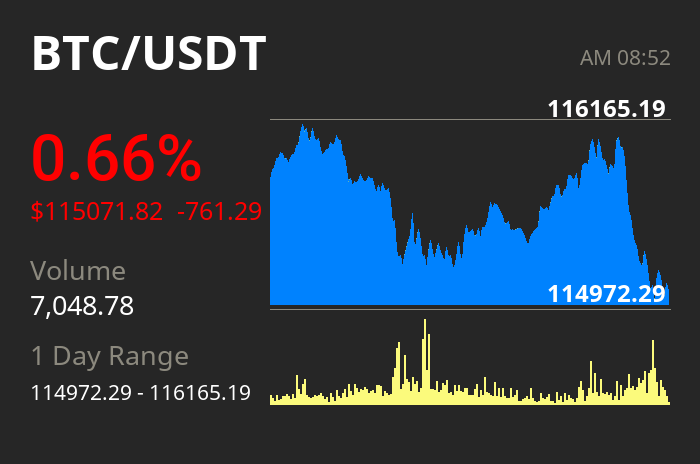 BTC/USDT
AM 08:52
116165.19
0.66%
$115071.82 -761.29
Volume
7,048.78
114972.29
1 Day Range
114972.29 - 116165.19